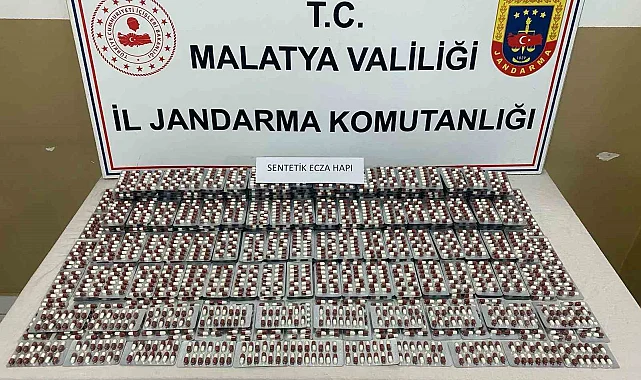 T.C.
MALATYA VALİLİĞİ
İL JANDARMA KOMUTANLIĞI
JANDARMA
SENTETİK ECZA HAPI